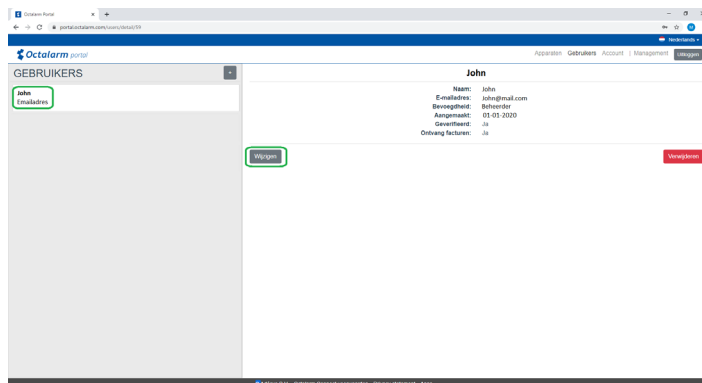 Octalarm Portal
portal.octalarm.com/users/detail/59
Nederlands
Octalarm portal
Apparaten Gebruikers Account | Management Uitloggen
GEBRUIKERS
+
John
Emailadres
John
Naam: John
E-mailadres: John@mail.com
Bevoegdheid: Beheerder
Aangemaakt: 01-01-2020
Geverifieerd: Ja
Ontvang facturen: Ja
Wijzigen
Verwijderen